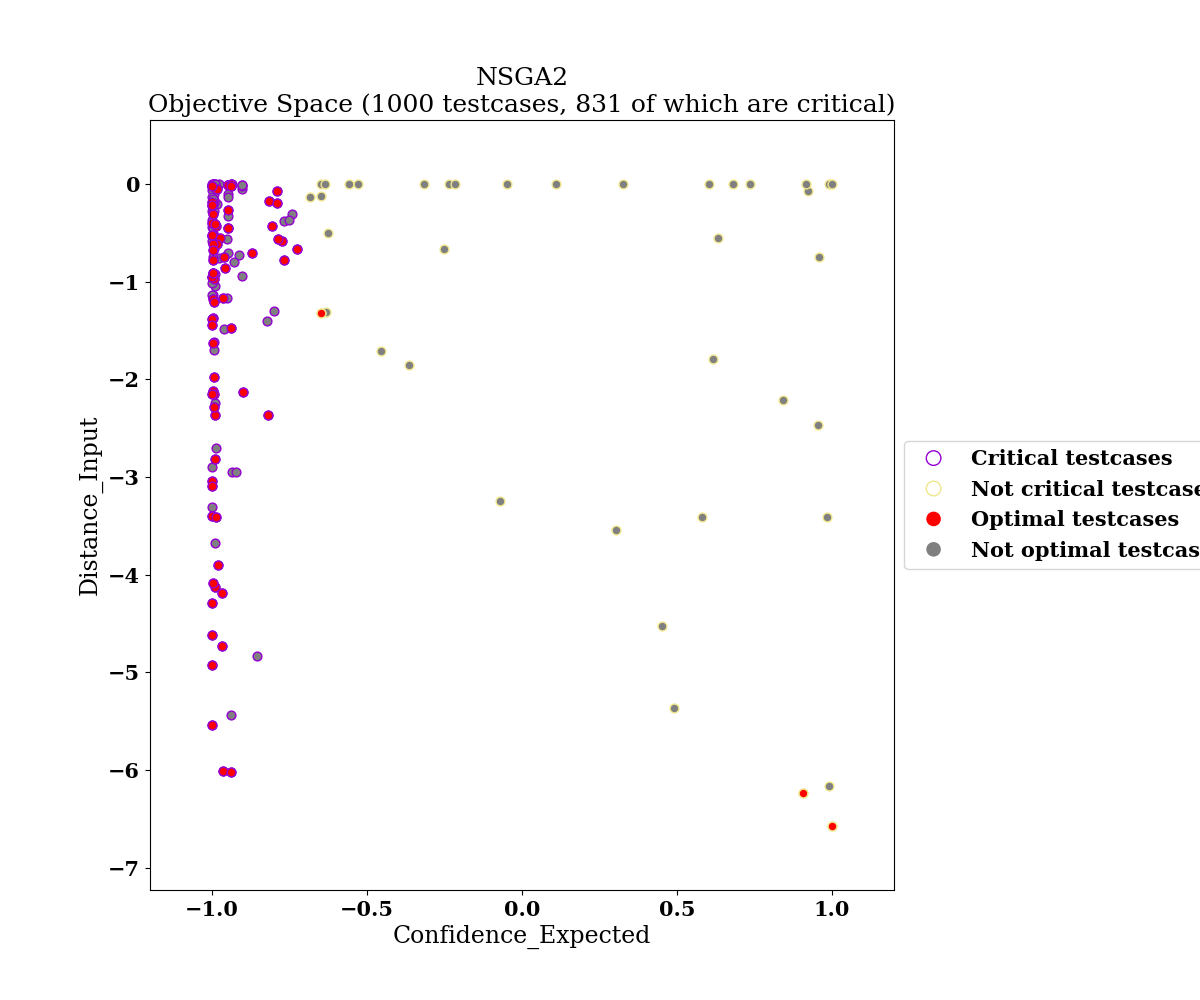 NSGA2
Objective Space (1000 testcases, 831 of which are critical)
0
−1
−2
−3
−4
−5
−6
−7
Distance_Input
−1.0
−0.5
0.0
0.5
1.0
Confidence_Expected
Critical testcases
Not critical testcase
Optimal testcases
Not optimal testcas